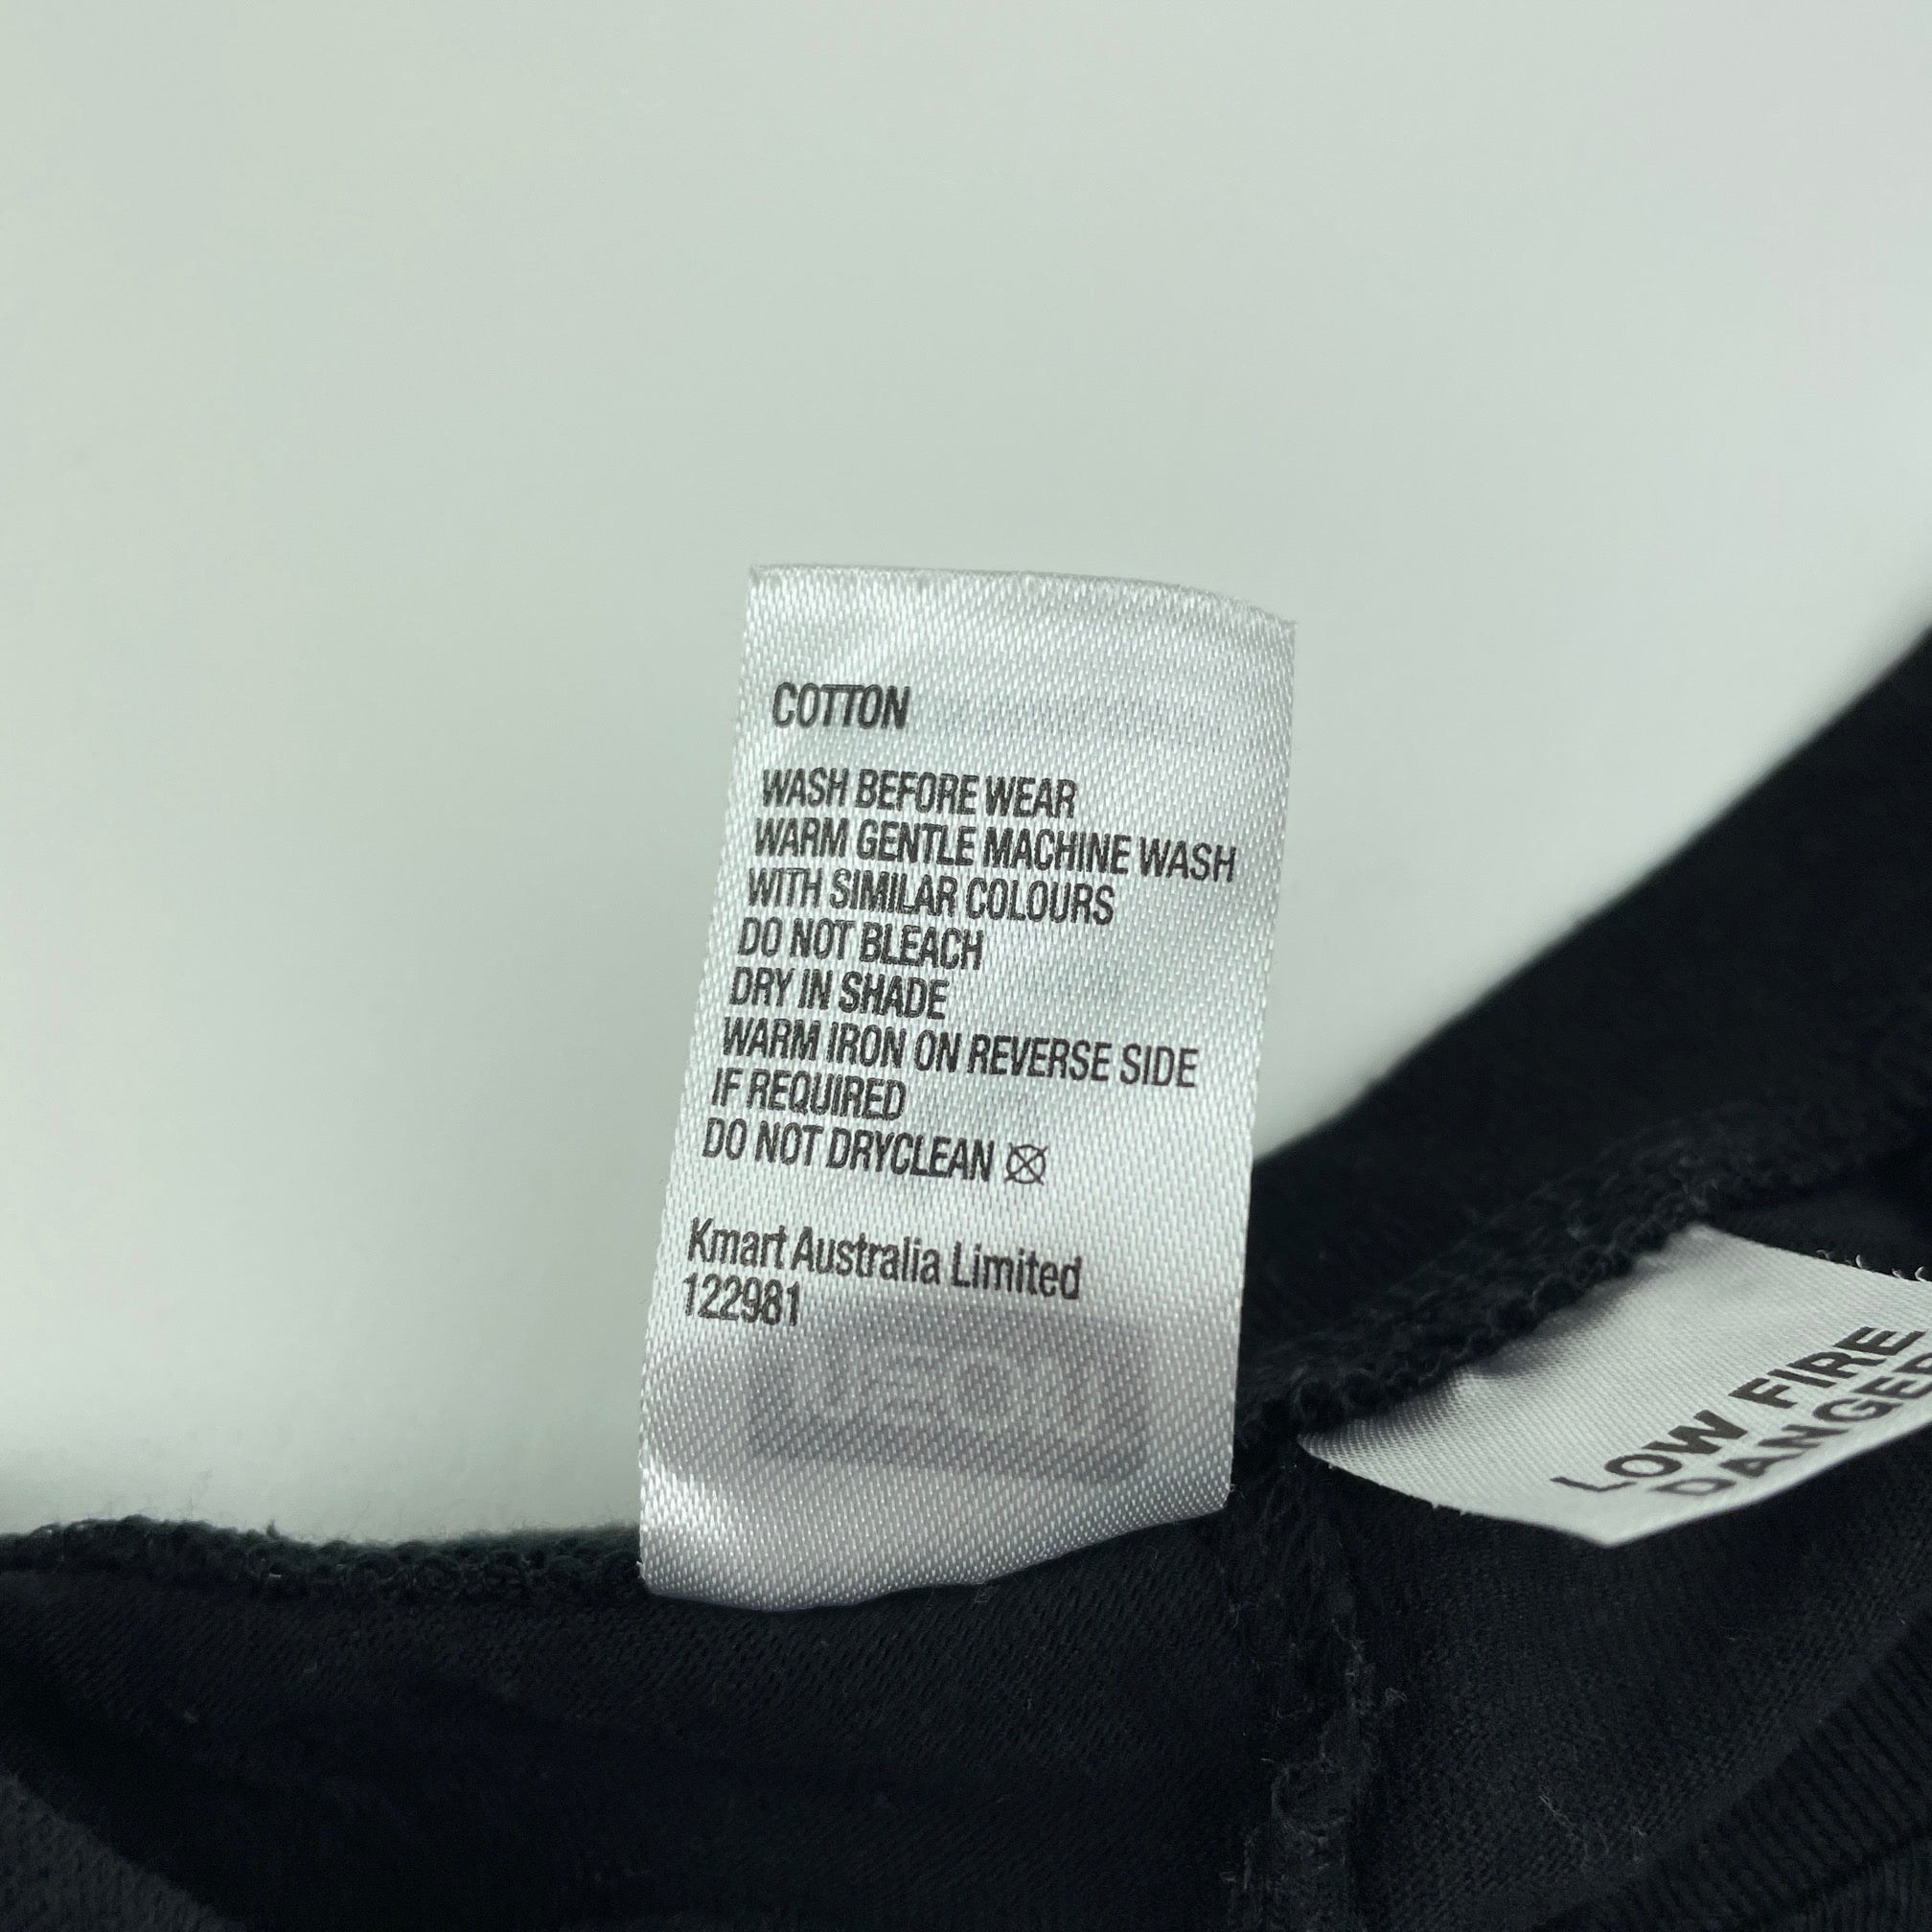 COTTON
WASH BEFORE WEAR
WARM GENTLE MACHINE WASH
WITH SIMILAR COLOURS
DO NOT BLEACH
DRY IN SHADE
WARM IRON ON REVERSE SIDE
IF REQUIRED
DO NOT DRYCLEAN
Kmart Australia Limited
122981
LOW FIRE
DANGER